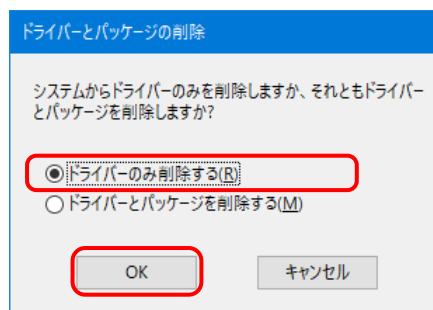 ドライバーとパッケージの削除
システムからドライバーのみを削除しますか、それともドライバー
とパッケージを削除しますか?
ドライバーのみ削除する(R)
ドライバーとパッケージを削除する(M)
OK キャンセル